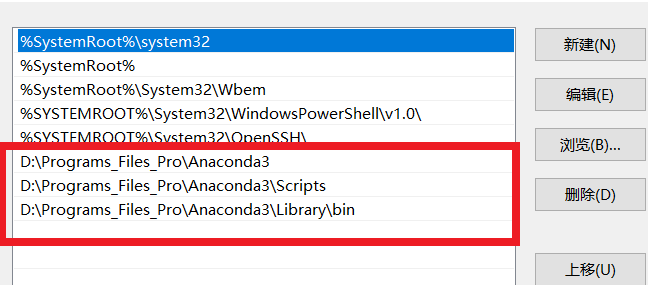 %SystemRoot%\system32
新建(N)
%SystemRoot%
%SystemRoot%\System32\Wbem
编辑(E)
%SYSTEMROOT%\System32\WindowsPowerShell\v1.0\
%SYSTEMROOT%\System32\OpenSSH\
浏览(B)...
D:\Programs_Files_Pro\Anaconda3
D:\Programs_Files_Pro\Anaconda3\Scripts
删除(D)
D:\Programs_Files_Pro\Anaconda3\Library\bin
上移(U)